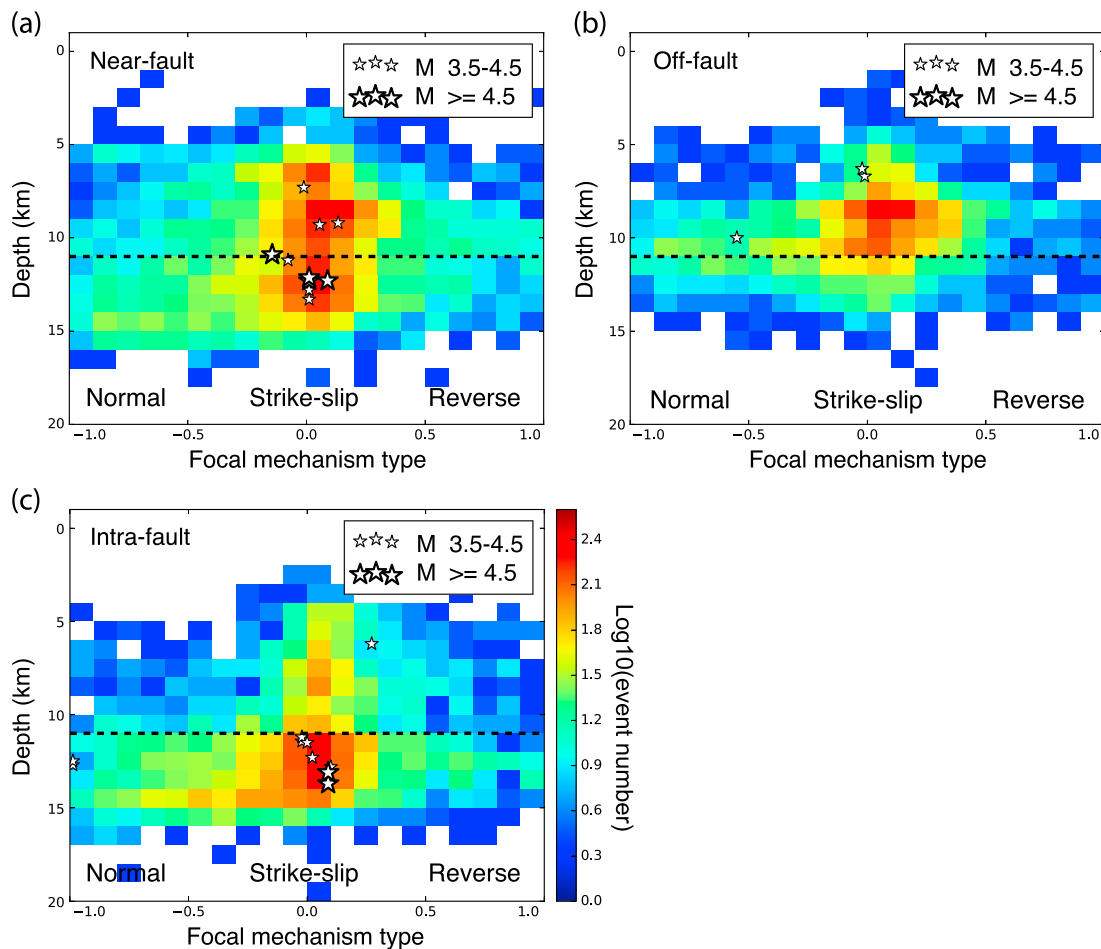 (a)
Near-fault
M 3.5-4.5
M >= 4.5
0
5
10
15
20
Depth (km)
Normal
Strike-slip
Reverse
−1.0
−0.5
0.0
0.5
1.0
Focal mechanism type
(b)
Off-fault
M 3.5-4.5
M >= 4.5
0
5
10
15
20
Depth (km)
Normal
Strike-slip
Reverse
−1.0
−0.5
0.0
0.5
1.0
Focal mechanism type
(c)
Intra-fault
M 3.5-4.5
M >= 4.5
0
5
10
15
20
Depth (km)
Normal
Strike-slip
Reverse
−1.0
−0.5
0.0
0.5
1.0
Focal mechanism type
2.4
2.1
1.8
1.5
1.2
0.9
0.6
0.3
0.0
Log10(event number)